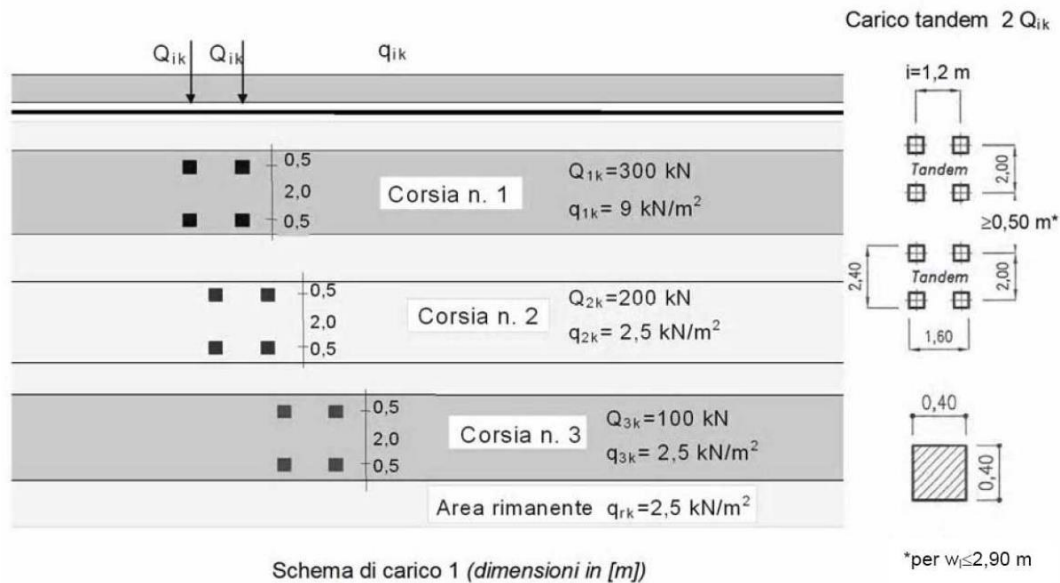 Carico tandem 2 Qik
Qik Qik qik
i=1,2 m
0,5
2,0
0,5
Corsia n. 1
Q1k=300 kN
q1k= 9 kN/m²
Tandem
2,00
≥0,50 m*
0,5
2,0
0,5
Corsia n. 2
Q2k=200 kN
q2k= 2,5 kN/m²
2,40
Tandem
2,00
1,60
0,5
2,0
0,5
Corsia n. 3
Q3k=100 kN
q3k= 2,5 kN/m²
0,40
0,40
Area rimanente qrk=2,5 kN/m²
Schema di carico 1 (dimensioni in [m])
*per wl≤2,90 m